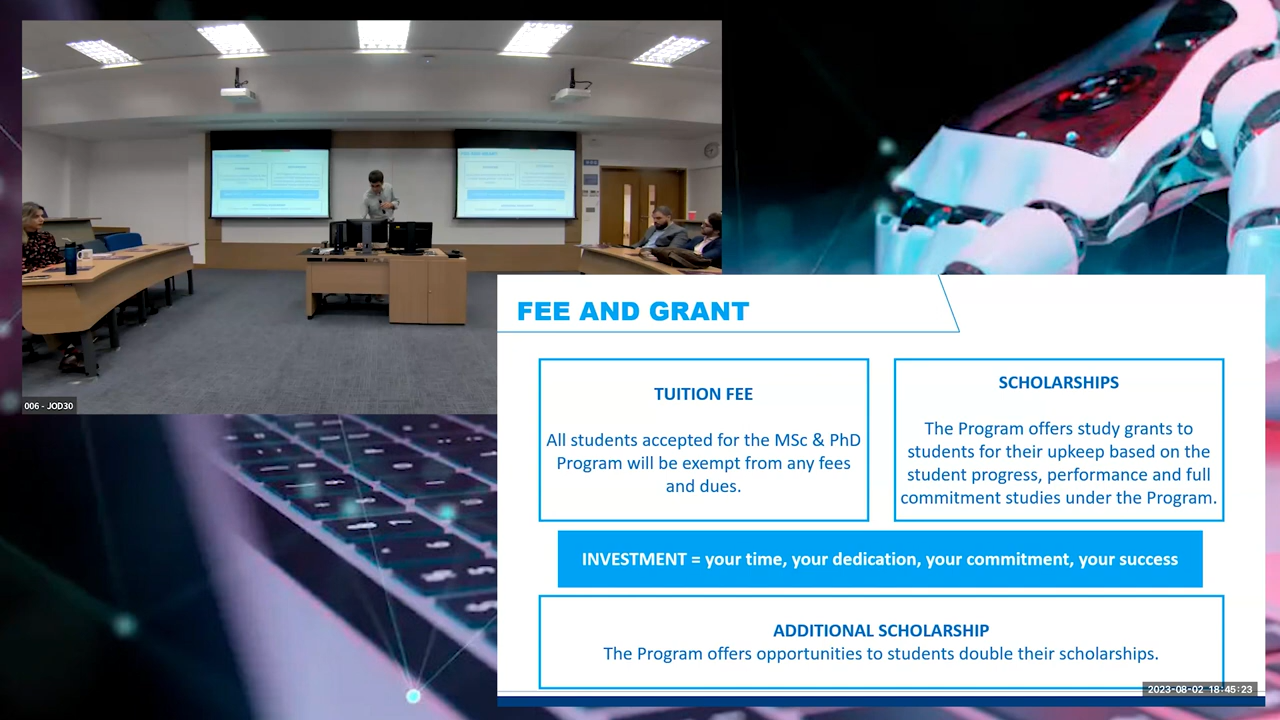 006 - JOD30
FEE AND GRANT
TUITION FEE
All students accepted for the MSc & PhD
Program will be exempt from any fees
and dues.
SCHOLARSHIPS
The Program offers study grants to
students for their upkeep based on the
student progress, performance and full
commitment studies under the Program.
INVESTMENT = your time, your dedication, your commitment, your success
ADDITIONAL SCHOLARSHIP
The Program offers opportunities to students double their scholarships.
2023-08-02 18:45:23